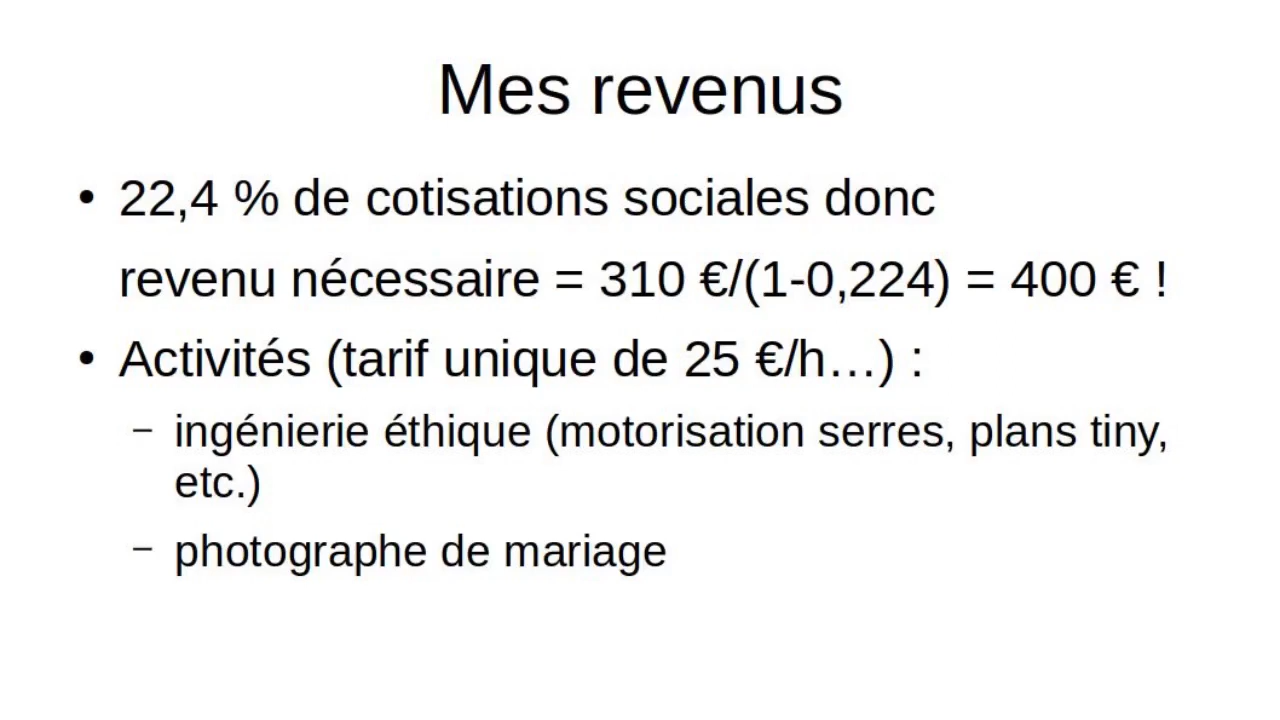 Mes revenus
• 22,4 % de cotisations sociales donc
revenu nécessaire = 310 €/(1-0,224) = 400 € !
• Activités (tarif unique de 25 €/h…) :
– ingénierie éthique (motorisation serres, plans tiny,
etc.)
– photographe de mariage